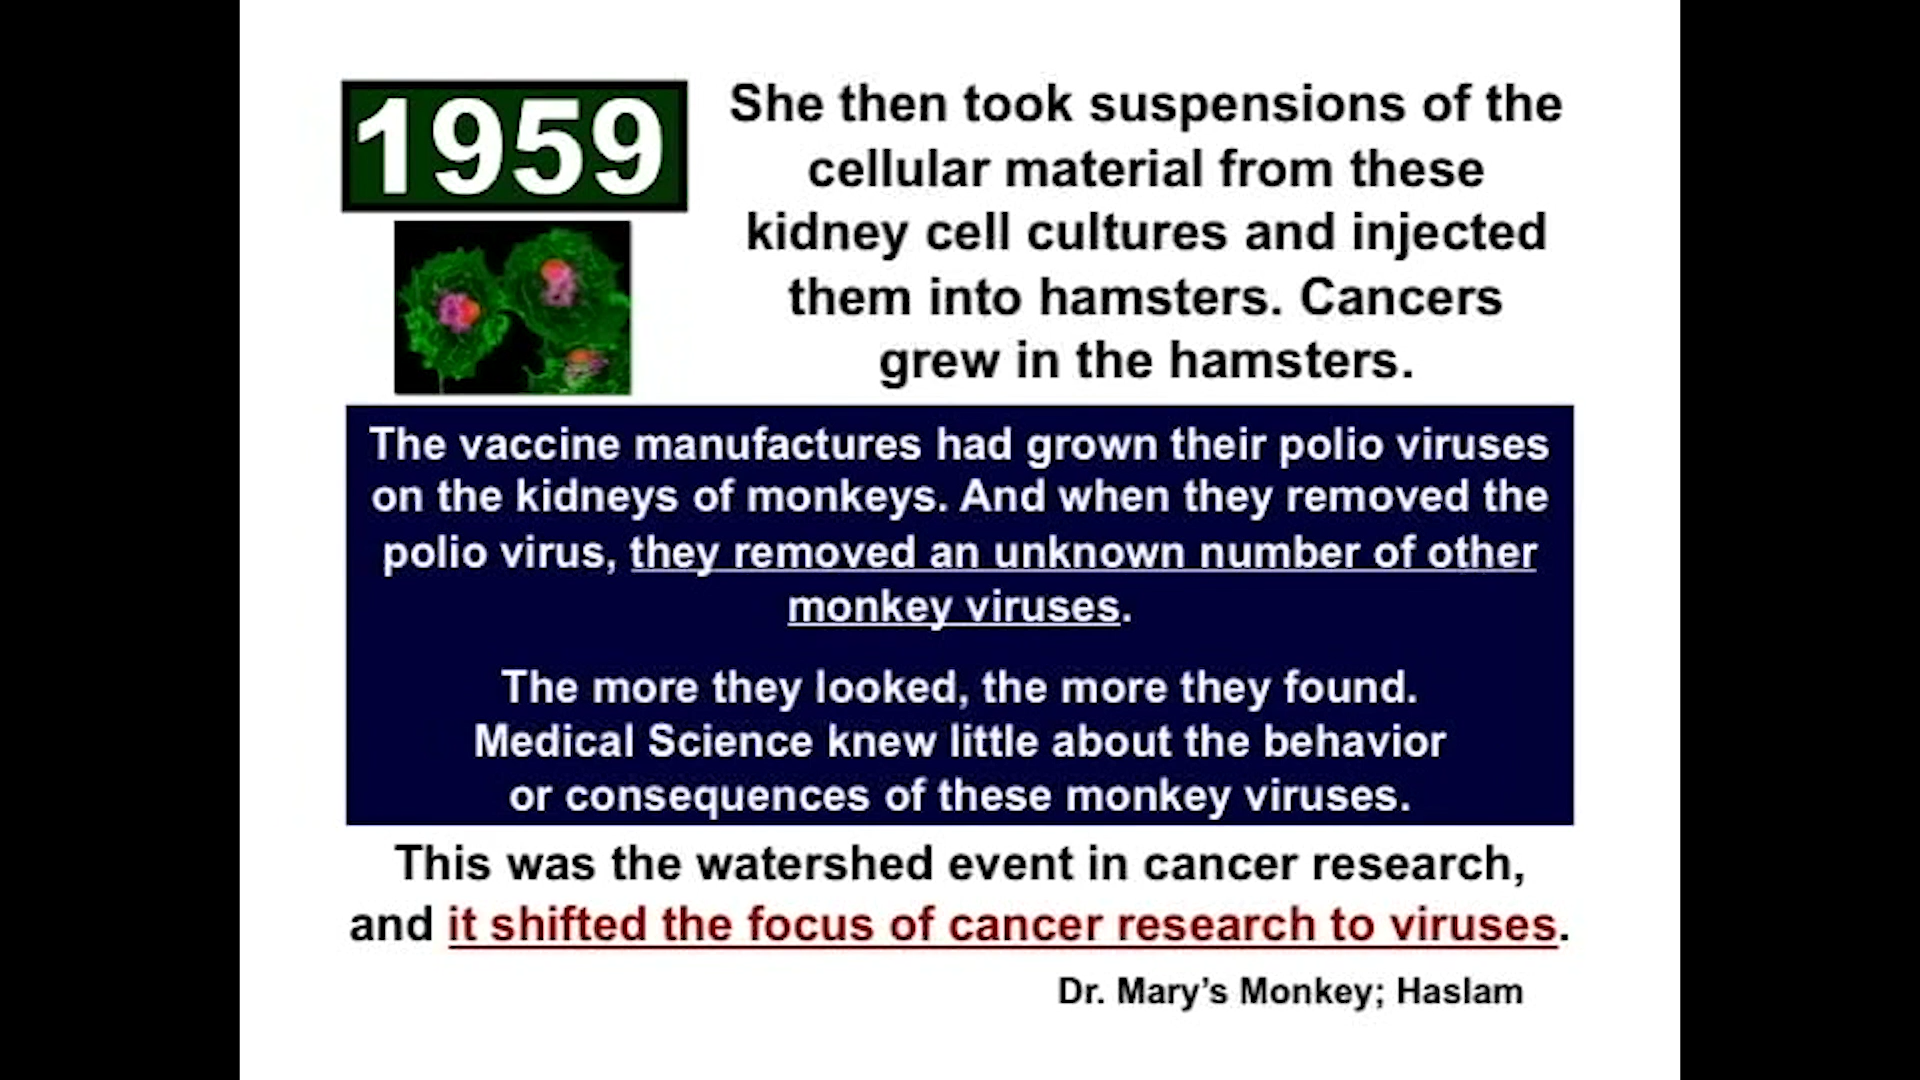 1959
She then took suspensions of the
cellular material from these
kidney cell cultures and injected
them into hamsters. Cancers
grew in the hamsters.
The vaccine manufactures had grown their polio viruses
on the kidneys of monkeys. And when they removed the
polio virus, they removed an unknown number of other
monkey viruses.
The more they looked, the more they found.
Medical Science knew little about the behavior
or consequences of these monkey viruses.
This was the watershed event in cancer research,
and it shifted the focus of cancer research to viruses.
Dr. Mary's Monkey; Haslam